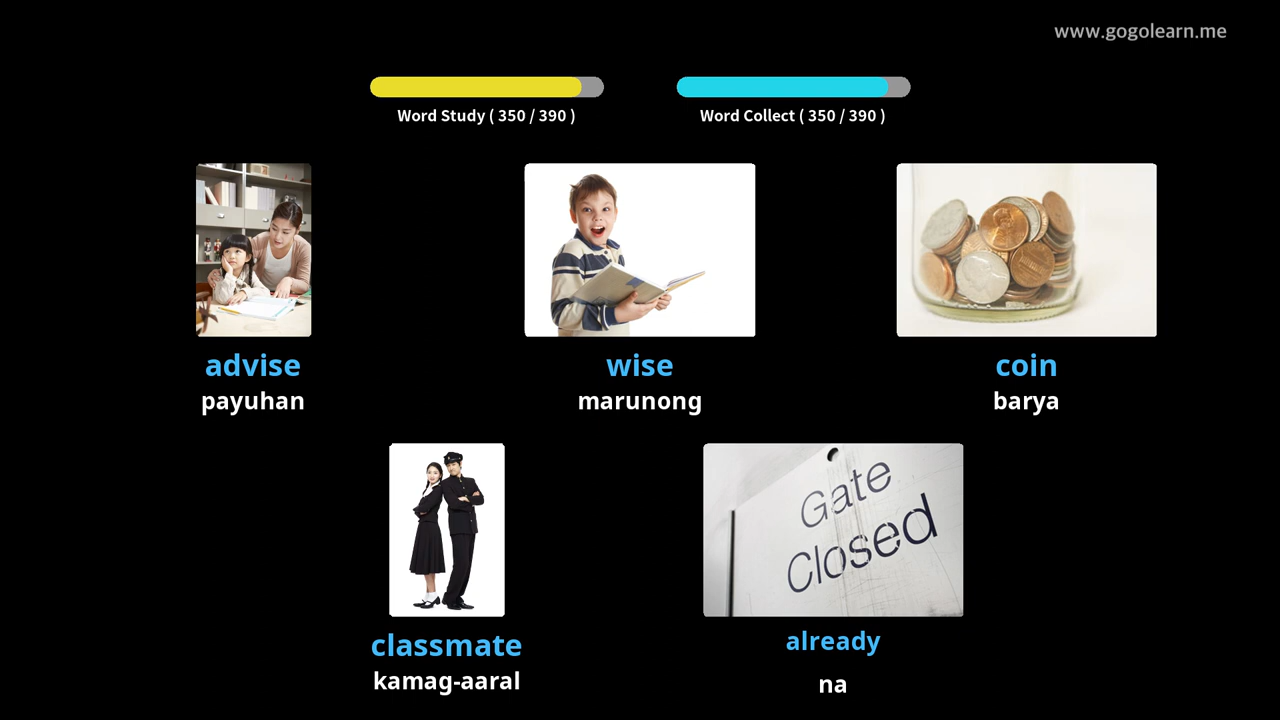 www.gogolearn.me
Word Study ( 350 / 390 )
Word Collect ( 350 / 390 )
advise
payuhan
wise
marunong
coin
barya
Gate
Closed
classmate
kamag-aaral
already
na